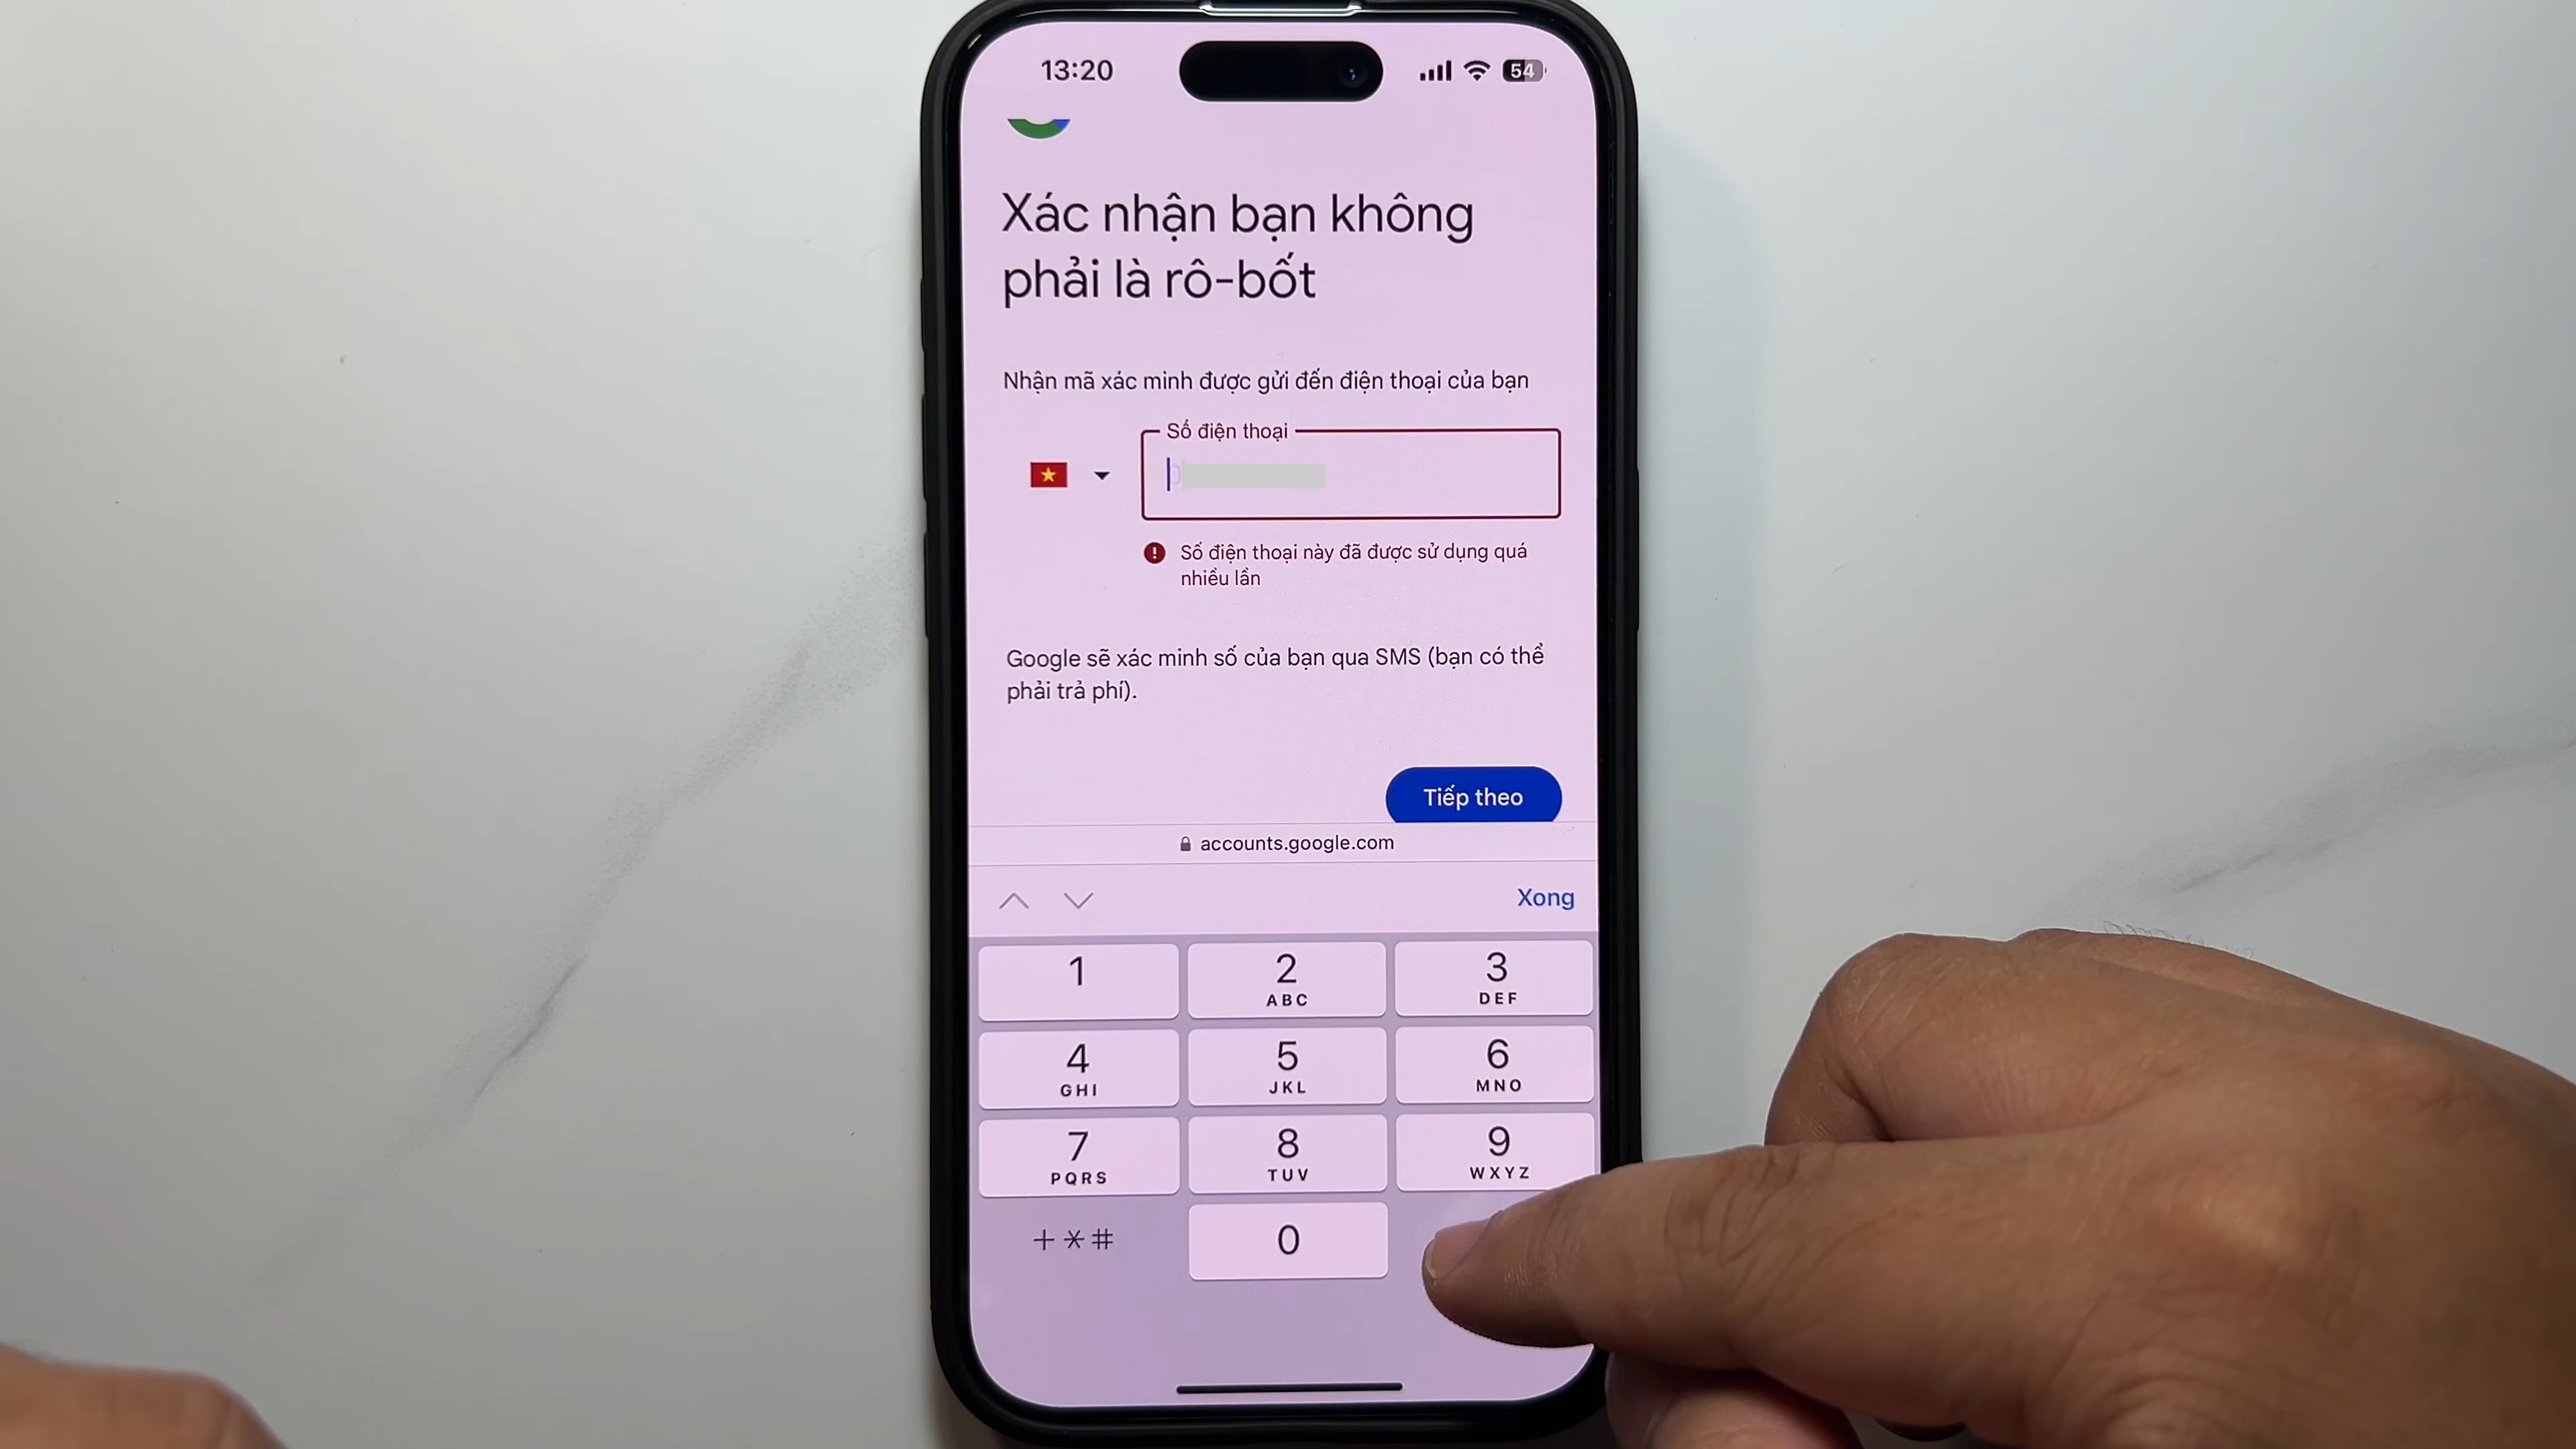 13:20
54
Xác nhận bạn không
phải là rô-bốt
Nhận mã xác minh được gửi đến điện thoại của bạn
Số điện thoại
Số điện thoại này đã được sử dụng quá
nhiều lần
Google sẽ xác minh số của bạn qua SMS (bạn có thể
phải trả phí).
Tiếp theo
accounts.google.com
Xong
1 2 3
ABC DEF
4 5 6
GHI JKL MNO
7 8 9
PQRS TUV WXYZ
+*# 0